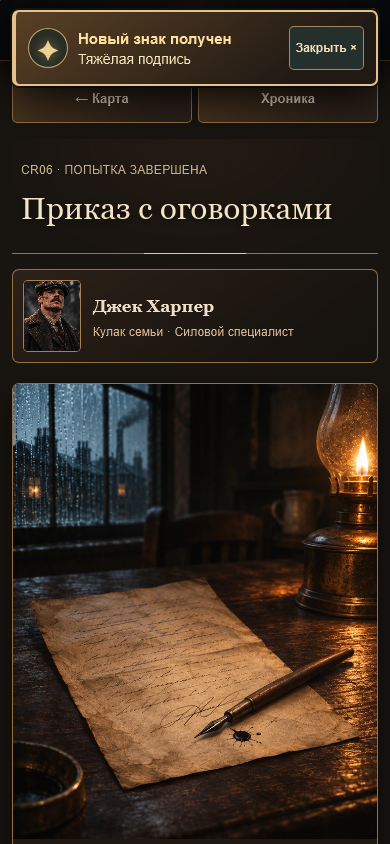 Новый знак получен
Тяжёлая подпись
Закрыть ×
← Карта
Хроника
CR06 · ПОПЫТКА ЗАВЕРШЕНА
Приказ с оговорками
Джек Харпер
Кулак семьи · Силовой специалист